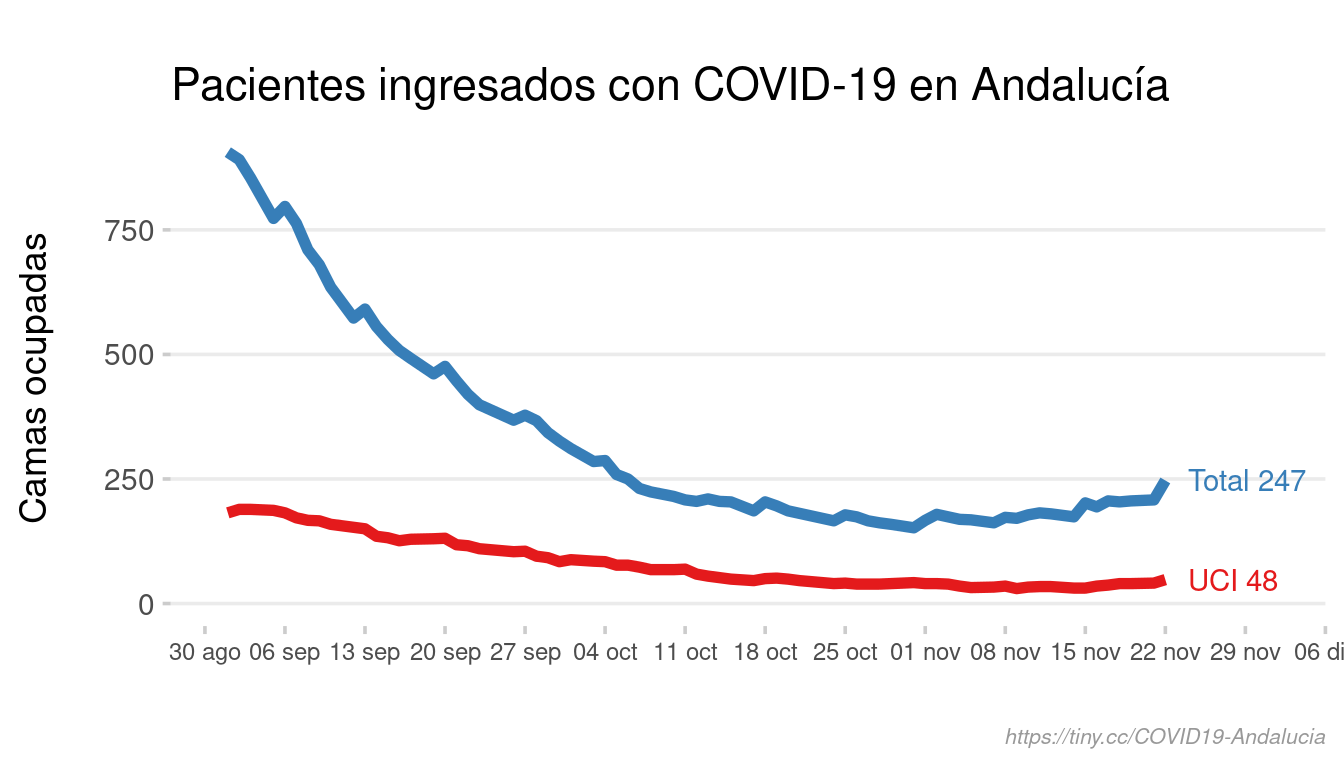 Pacientes ingresados con COVID-19 en Andalucía
Camas ocupadas
750
500
250
0
Total 247
UCI 48
30 ago 06 sep 13 sep 20 sep 27 sep 04 oct 11 oct 18 oct 25 oct 01 nov 08 nov 15 nov 22 nov 29 nov 06 di
https://tiny.cc/COVID19-Andalucia